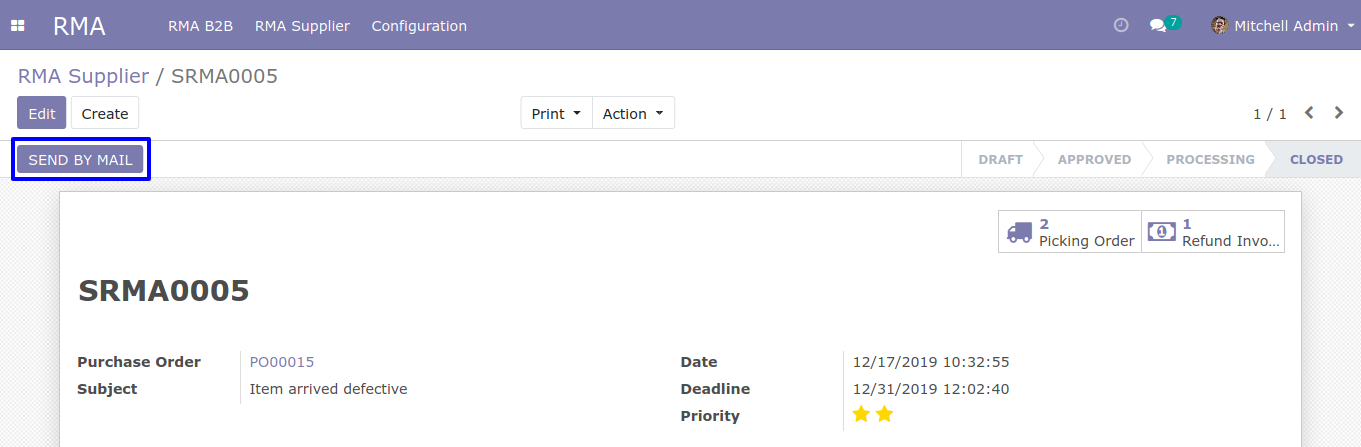 RMA RMA B2B RMA Supplier Configuration 7 Mitchell Admin
RMA Supplier / SRMA0005
Edit Create Print Action 1 / 1
SEND BY MAIL DRAFT APPROVED PROCESSING CLOSED
2 1
Picking Order Refund Invo...
SRMA0005
Purchase Order PO00015 Date 12/17/2019 10:32:55
Subject Item arrived defective Deadline 12/31/2019 12:02:40
Priority